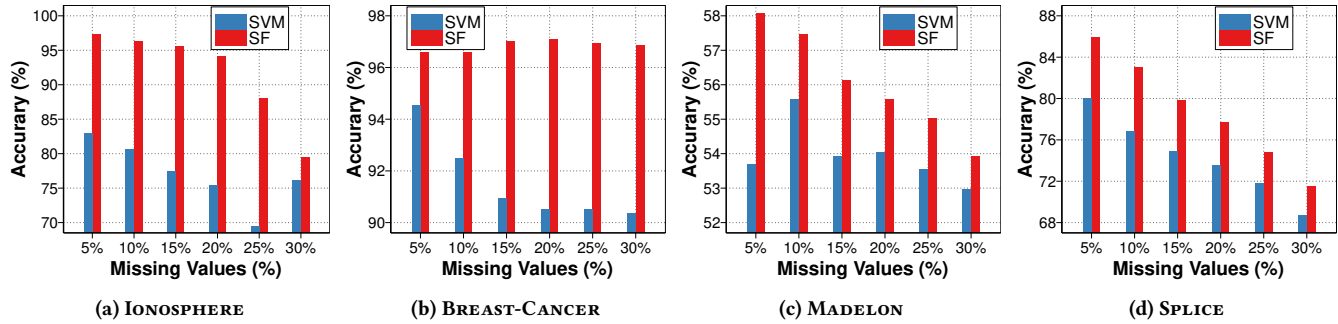 Accurary (%)
100
95
90
85
80
75
70
SVM
SF
5% 10% 15% 20% 25% 30%
Missing Values (%)
(a) Ionosphere
Accurary (%)
98
96
94
92
90
SVM
SF
5% 10% 15% 20% 25% 30%
Missing Values (%)
(b) Breast-Cancer
Accurary (%)
58
57
56
55
54
53
52
SVM
SF
5% 10% 15% 20% 25% 30%
Missing Values (%)
(c) Madelon
Accurary (%)
88
84
80
76
72
68
SVM
SF
5% 10% 15% 20% 25% 30%
Missing Values (%)
(d) Splice